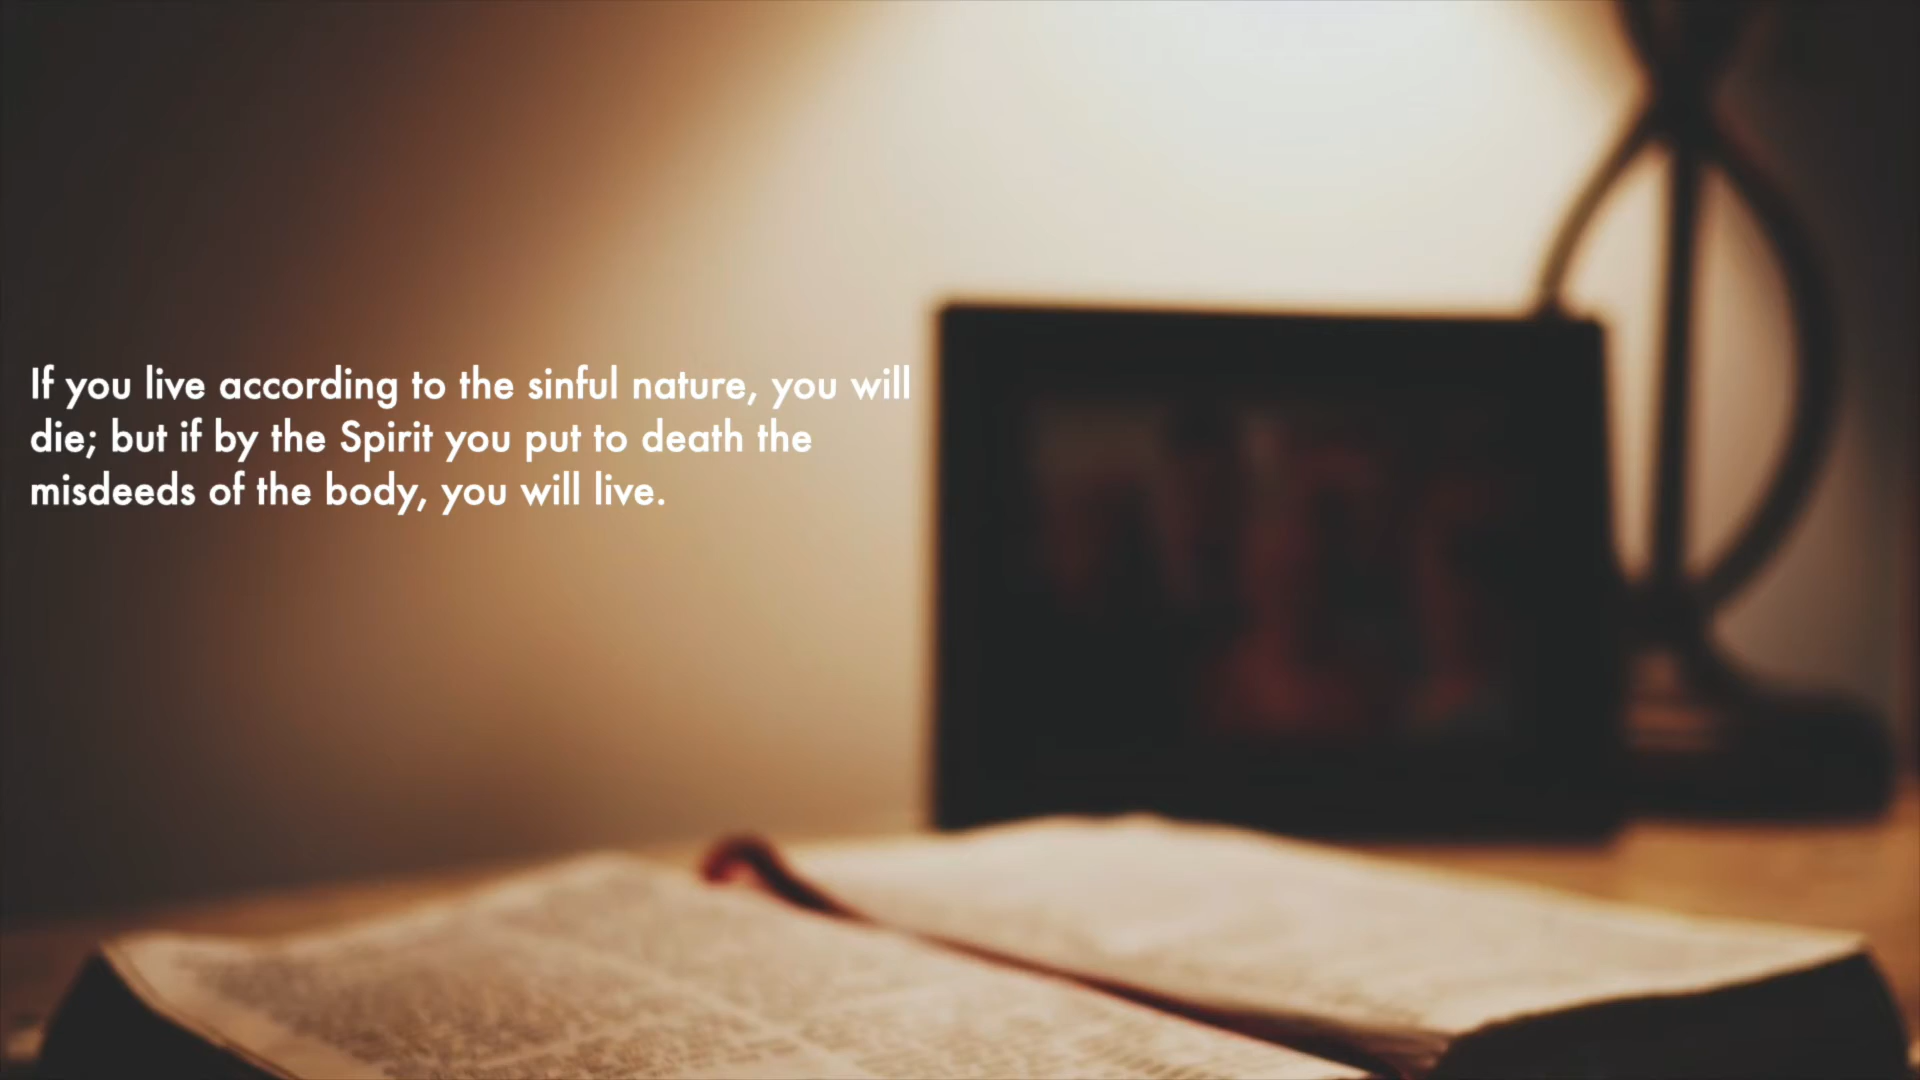 If you live according to the sinful nature, you will
die; but if by the Spirit you put to death the
misdeeds of the body, you will live.